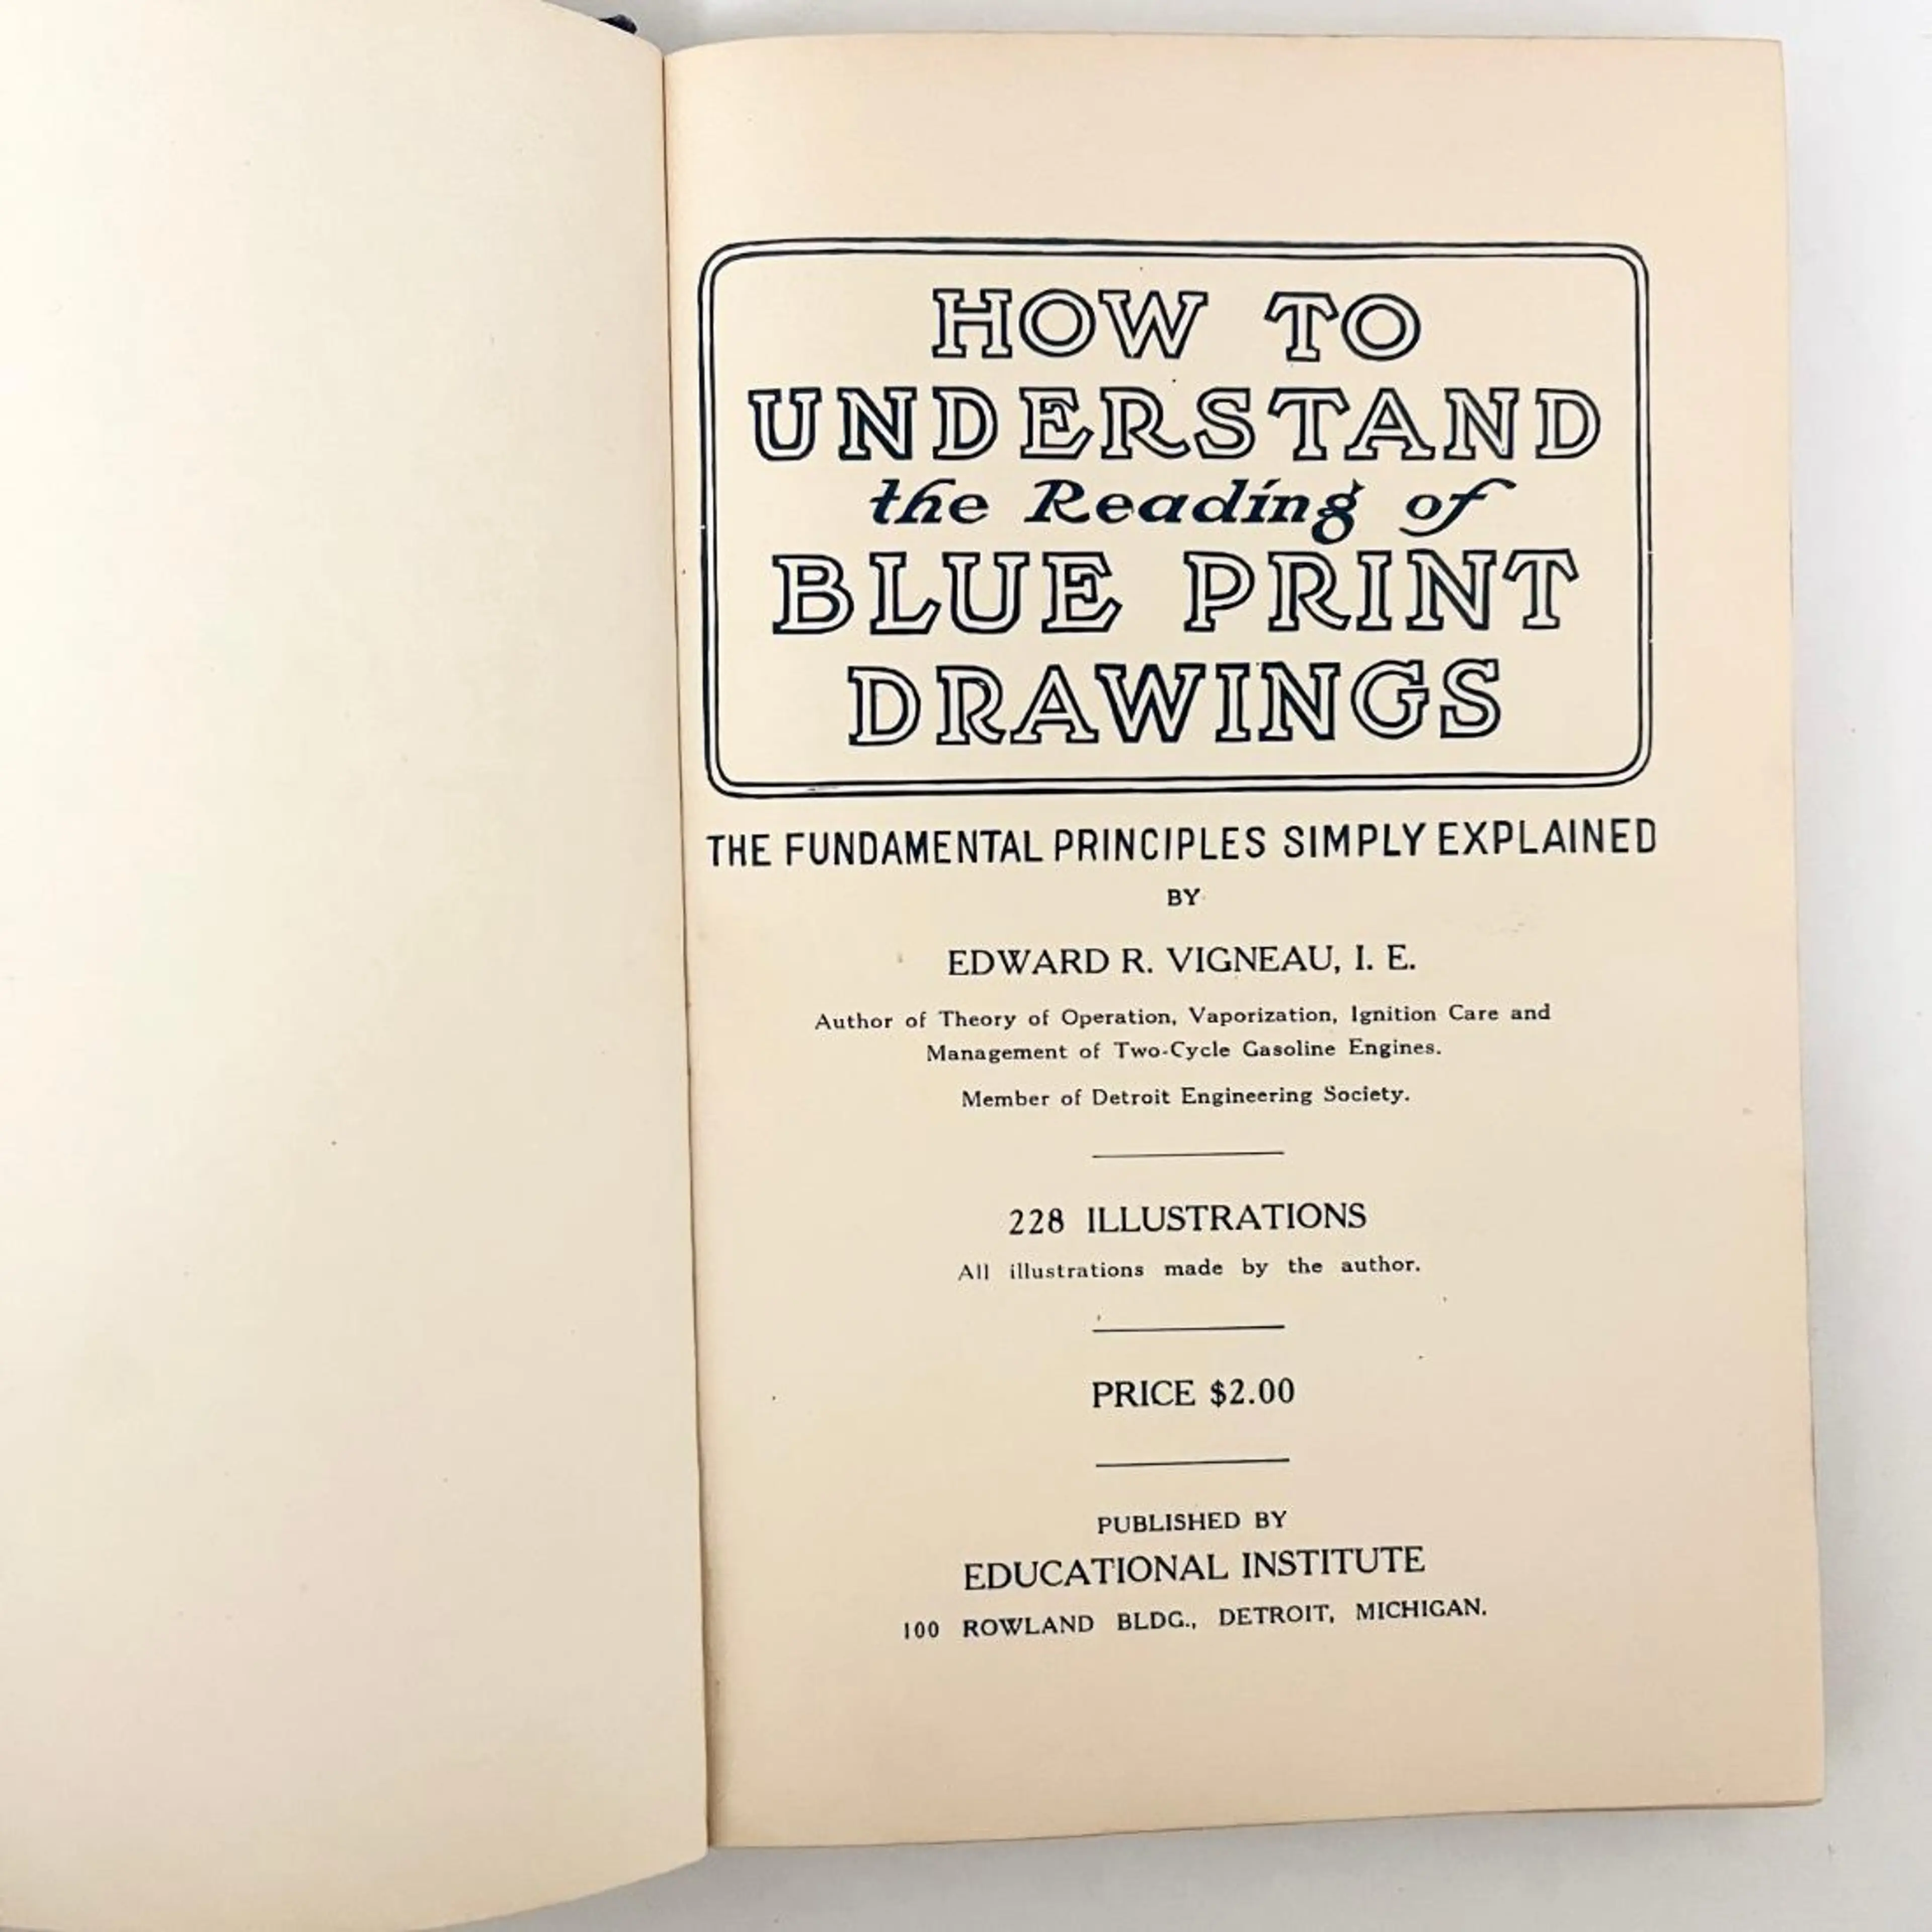 HOW TO
UNDERSTAND
the Reading of
BLUE PRINT
DRAWINGS
THE FUNDAMENTAL PRINCIPLES SIMPLY EXPLAINED
BY
EDWARD R. VIGNEAU, I. E.
Author of Theory of Operation, Vaporization, Ignition Care and
Management of Two-Cycle Gasoline Engines.
Member of Detroit Engineering Society.
228 ILLUSTRATIONS
All illustrations made by the author.
PRICE $2.00
PUBLISHED BY
EDUCATIONAL INSTITUTE
100 ROWLAND BLDG., DETROIT, MICHIGAN.